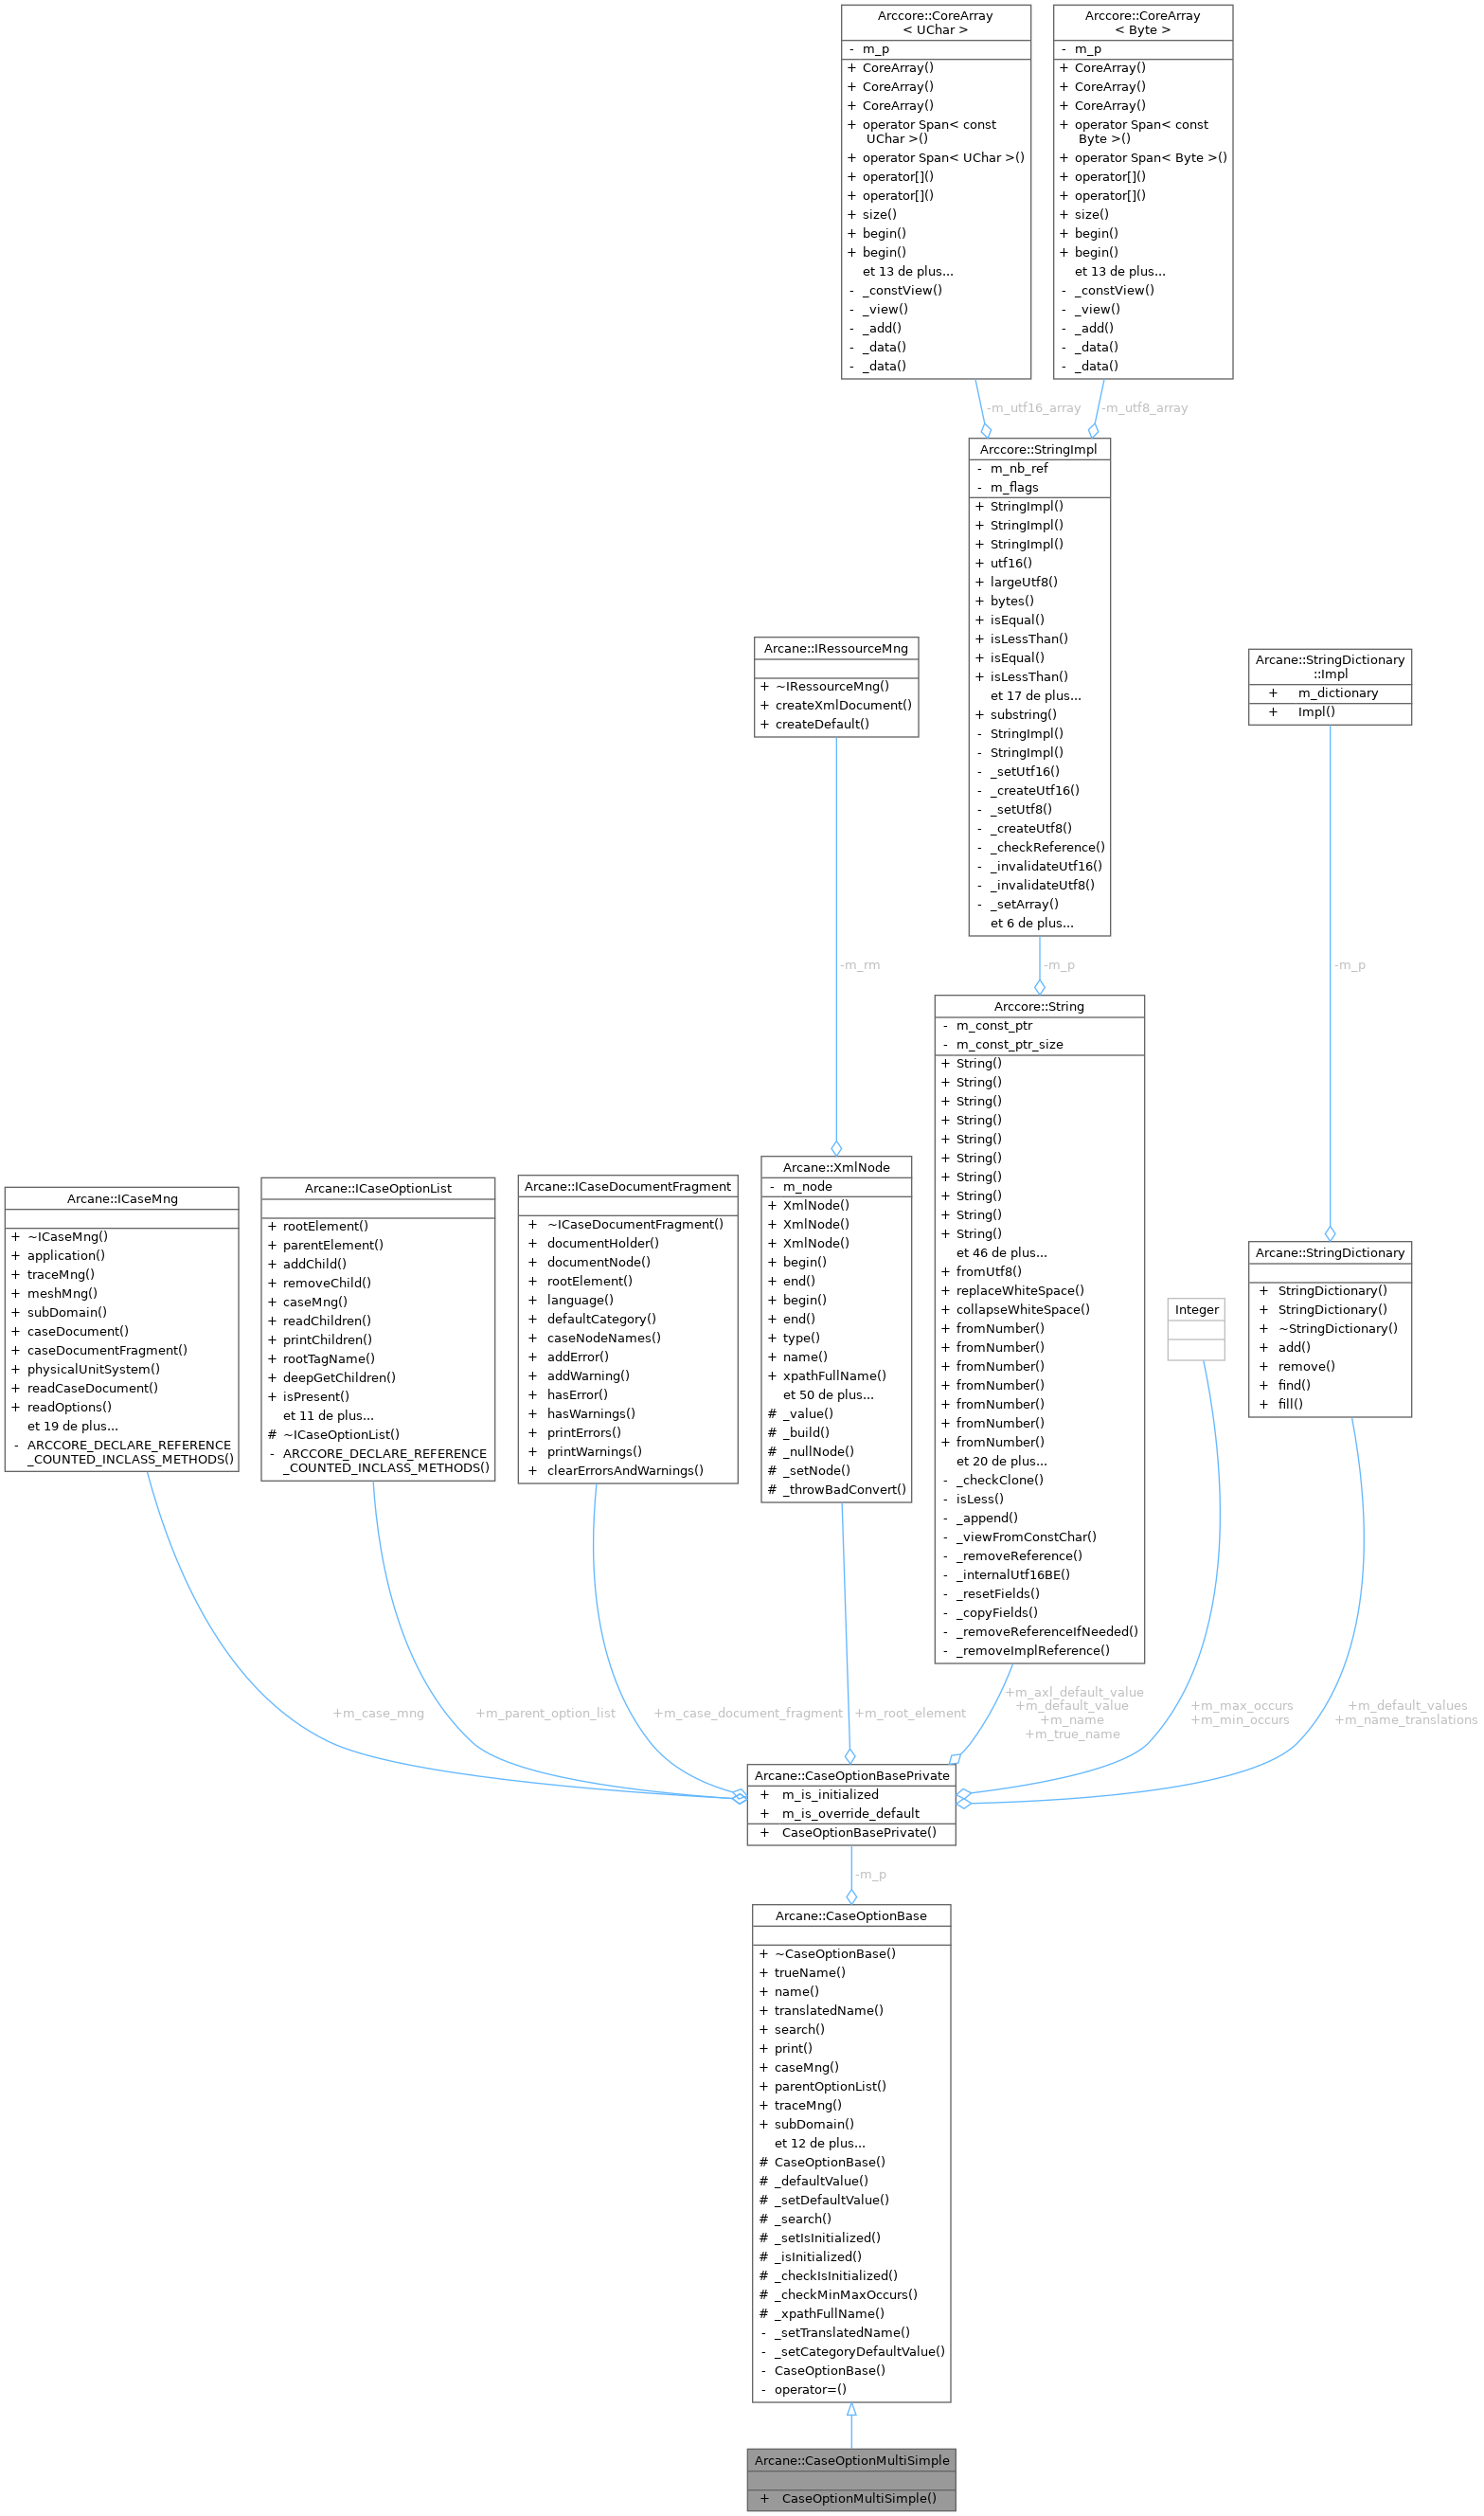 Arccore::CoreArray
< UChar >
- m_p
+ CoreArray()
+ CoreArray()
+ CoreArray()
+ operator Span< const
UChar >()
+ operator Span< UChar >()
+ operator[]()
+ operator[]()
+ size()
+ begin()
+ begin()
et 13 de plus...
- _constView()
- _view()
- _add()
- _data()
- _data()
Arccore::CoreArray
< Byte >
- m_p
+ CoreArray()
+ CoreArray()
+ CoreArray()
+ operator Span< const
Byte >()
+ operator Span< Byte >()
+ operator[]()
+ operator[]()
+ size()
+ begin()
+ begin()
et 13 de plus...
- _constView()
- _view()
- _add()
- _data()
- _data()
-m_utf16_array
-m_utf8_array
Arccore::StringImpl
- m_nb_ref
- m_flags
+ StringImpl()
+ StringImpl()
+ StringImpl()
+ utf16()
+ largeUtf8()
+ bytes()
+ isEqual()
+ isLessThan()
+ isEqual()
+ isLessThan()
et 17 de plus...
+ substring()
- StringImpl()
- StringImpl()
- _setUtf16()
- _createUtf16()
- _setUtf8()
- _createUtf8()
- _checkReference()
- _invalidateUtf16()
- _invalidateUtf8()
- _setArray()
et 6 de plus...
Arcane::IRessourceMng
+ ~IRessourceMng()
+ createXmlDocument()
+ createDefault()
Arcane::StringDictionary
::Impl
+ m_dictionary
+ Impl()
-m_rm
-m_p
-m_p
Arccore::String
- m_const_ptr
- m_const_ptr_size
+ String()
+ String()
+ String()
+ String()
+ String()
+ String()
+ String()
+ String()
+ String()
+ String()
et 46 de plus...
+ fromUtf8()
+ replaceWhiteSpace()
+ collapseWhiteSpace()
+ fromNumber()
+ fromNumber()
+ fromNumber()
+ fromNumber()
+ fromNumber()
+ fromNumber()
+ fromNumber()
et 20 de plus...
- _checkClone()
- isLess()
- _append()
- _viewFromConstChar()
- _removeReference()
- _internalUtf16BE()
- _resetFields()
- _copyFields()
- _removeReferenceIfNeeded()
- _removeImplReference()
Arcane::ICaseMng
+ ~ICaseMng()
+ application()
+ traceMng()
+ meshMng()
+ subDomain()
+ caseDocument()
+ caseDocumentFragment()
+ physicalUnitSystem()
+ readCaseDocument()
+ readOptions()
et 19 de plus...
- ARCCORE_DECLARE_REFERENCE
_COUNTED_INCLASS_METHODS()
Arcane::ICaseOptionList
+ rootElement()
+ parentElement()
+ addChild()
+ removeChild()
+ caseMng()
+ readChildren()
+ printChildren()
+ rootTagName()
+ deepGetChildren()
+ isPresent()
et 11 de plus...
# ~ICaseOptionList()
- ARCCORE_DECLARE_REFERENCE
_COUNTED_INCLASS_METHODS()
Arcane::ICaseDocumentFragment
+ ~ICaseDocumentFragment()
+ documentHolder()
+ documentNode()
+ rootElement()
+ language()
+ defaultCategory()
+ caseNodeNames()
+ addError()
+ addWarning()
+ hasError()
+ hasWarnings()
+ printErrors()
+ printWarnings()
+ clearErrorsAndWarnings()
Arcane::XmlNode
- m_node
+ XmlNode()
+ XmlNode()
+ XmlNode()
+ begin()
+ end()
+ begin()
+ end()
+ type()
+ name()
+ xpathFullName()
et 50 de plus...
# _value()
# _build()
# _nullNode()
# _setNode()
# _throwBadConvert()
Integer
Arcane::StringDictionary
+ StringDictionary()
+ StringDictionary()
+ ~StringDictionary()
+ add()
+ remove()
+ find()
+ fill()
+m_case_mng
+m_parent_option_list
+m_case_document_fragment
+m_root_element
+m_axl_default_value
+m_default_value
+m_name
+m_true_name
+m_max_occurs
+m_min_occurs
+m_default_values
+m_name_translations
Arcane::CaseOptionBasePrivate
+ m_is_initialized
+ m_is_override_default
+ CaseOptionBasePrivate()
-m_p
Arcane::CaseOptionBase
+ ~CaseOptionBase()
+ trueName()
+ name()
+ translatedName()
+ search()
+ print()
+ caseMng()
+ parentOptionList()
+ traceMng()
+ subDomain()
et 12 de plus...
# CaseOptionBase()
# _defaultValue()
# _setDefaultValue()
# _search()
# _setIsInitialized()
# _isInitialized()
# _checkIsInitialized()
# _checkMinMaxOccurs()
# _xpathFullName()
- _setTranslatedName()
- _setCategoryDefaultValue()
- CaseOptionBase()
- operator=()
Arcane::CaseOptionMultiSimple
+ CaseOptionMultiSimple()